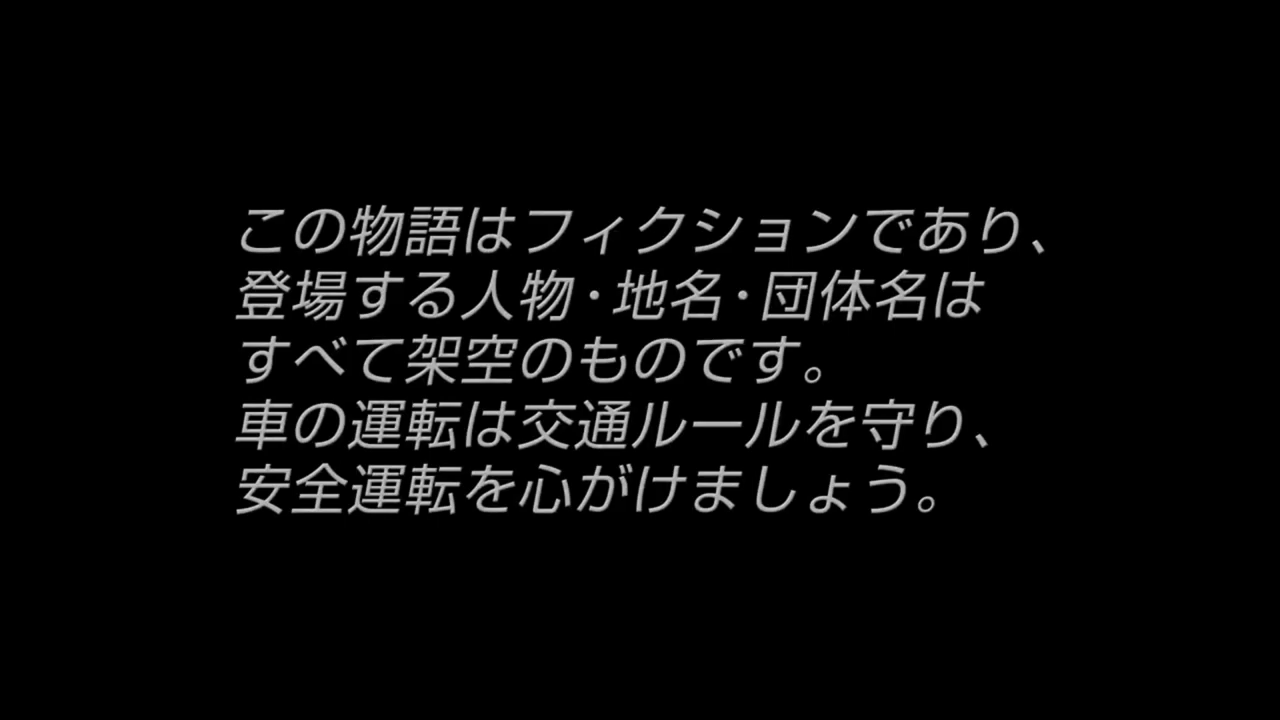 この物語はフィクションであり、
登場する人物・地名・団体名は
すべて架空のものです。
車の運転は交通ルールを守り、
安全運転を心がけましょう。